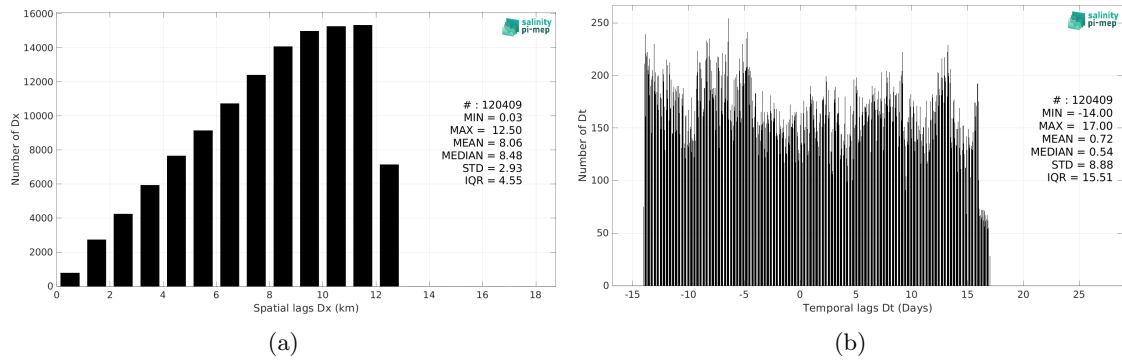 16000
14000
12000
10000
8000
6000
4000
2000
0
Number of Dx
0 2 4 6 8 10 12 14 16 18
Spatial lags Dx (km)
salinity
pi-mep
# : 120409
MIN = 0.03
MAX = 12.50
MEAN = 8.06
MEDIAN = 8.48
STD = 2.93
IQR = 4.55
(a)
250
200
150
100
50
0
Number of Dt
-15 -10 -5 0 5 10 15 20 25
Temporal lags Dt (Days)
salinity
pi-mep
# : 120409
MIN = -14.00
MAX = 17.00
MEAN = 0.72
MEDIAN = 0.54
STD = 8.88
IQR = 15.51
(b)